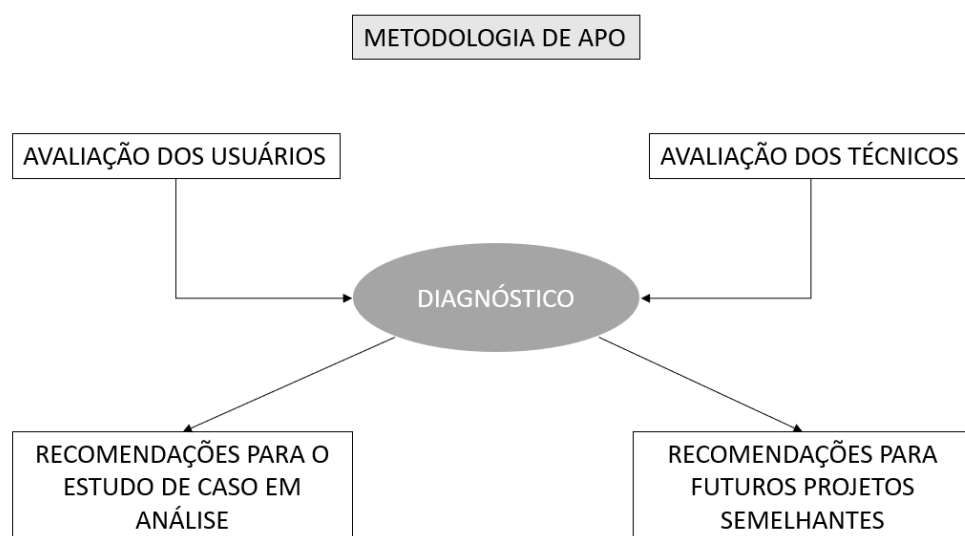 METODOLOGIA DE APO
AVALIAÇÃO DOS USUÁRIOS
AVALIAÇÃO DOS TÉCNICOS
DIAGNÓSTICO
RECOMENDAÇÕES PARA O
ESTUDO DE CASO EM
ANÁLISE
RECOMENDAÇÕES PARA
FUTUROS PROJETOS
SEMELHANTES